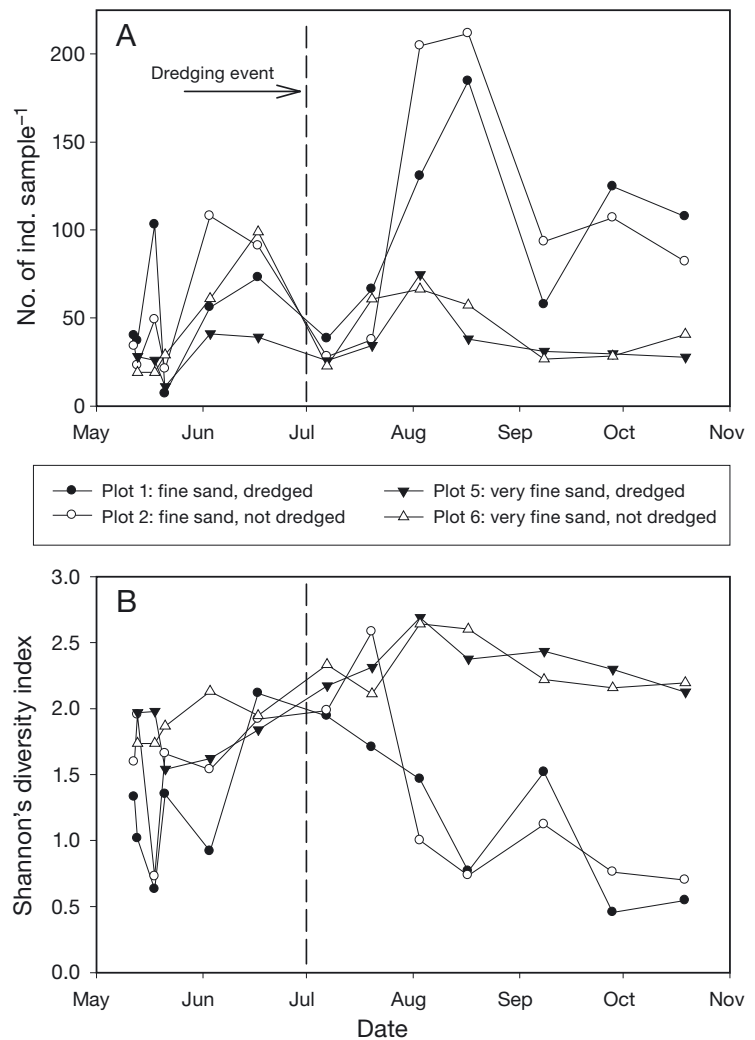 A
Dredging event
No. of ind. sample⁻¹
200
150
100
50
0
May Jun Jul Aug Sep Oct Nov
Plot 1: fine sand, dredged
Plot 2: fine sand, not dredged
Plot 5: very fine sand, dredged
Plot 6: very fine sand, not dredged
B
Shannon's diversity index
3.0
2.5
2.0
1.5
1.0
0.5
0.0
May Jun Jul Aug Sep Oct Nov
Date